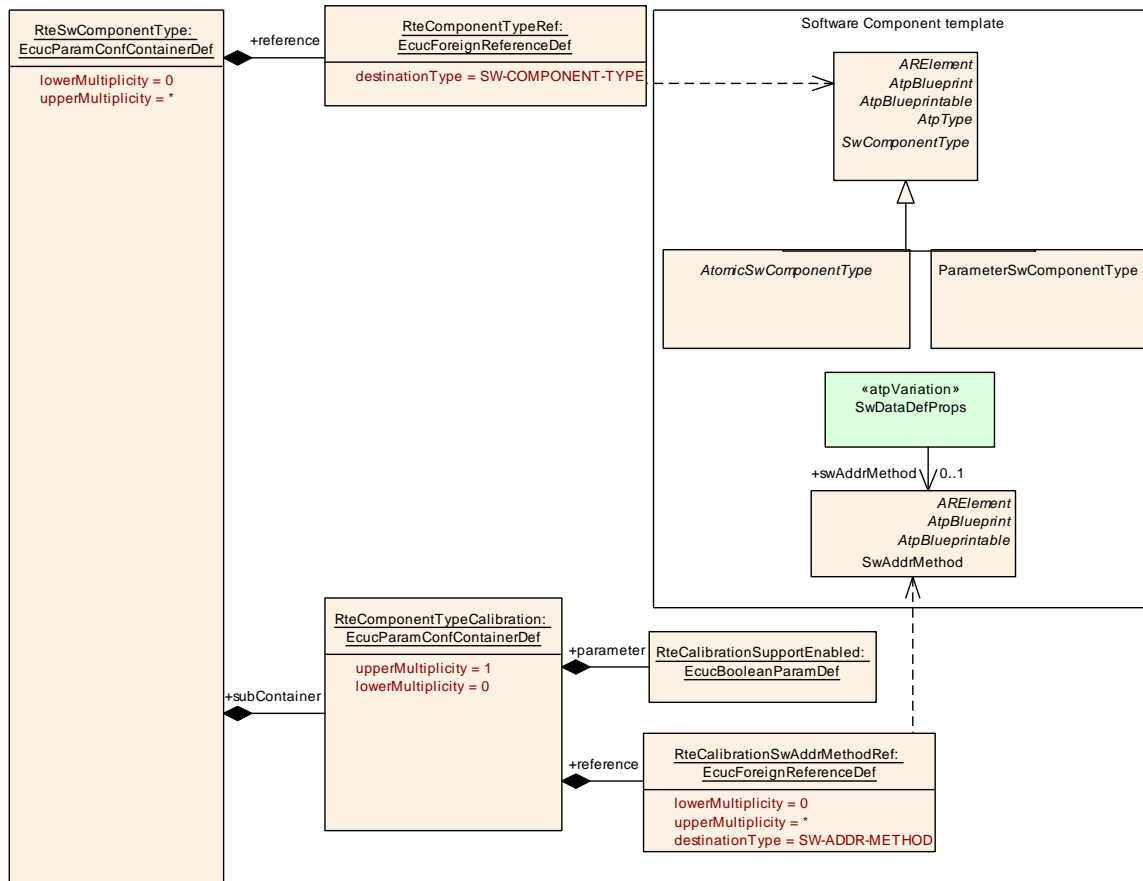 RteSwComponentType:
EcucParamConfContainerDef
lowerMultiplicity = 0
upperMultiplicity = *
+reference
RteComponentTypeRef:
EcucForeignReferenceDef
destinationType = SW-COMPONENT-TYPE
Software Component template
ARElement
AtpBlueprint
AtpBlueprintable
AtpType
SwComponentType
AtomicSwComponentType
ParameterSwComponentType
«atpVariation»
SwDataDefProps
+swAddrMethod
0..1
ARElement
AtpBlueprint
AtpBlueprintable
SwAddrMethod
+subContainer
RteComponentTypeCalibration:
EcucParamConfContainerDef
upperMultiplicity = 1
lowerMultiplicity = 0
+parameter
RteCalibrationSupportEnabled:
EcucBooleanParamDef
+reference
RteCalibrationSwAddrMethodRef:
EcucForeignReferenceDef
lowerMultiplicity = 0
upperMultiplicity = *
destinationType = SW-ADDR-METHOD